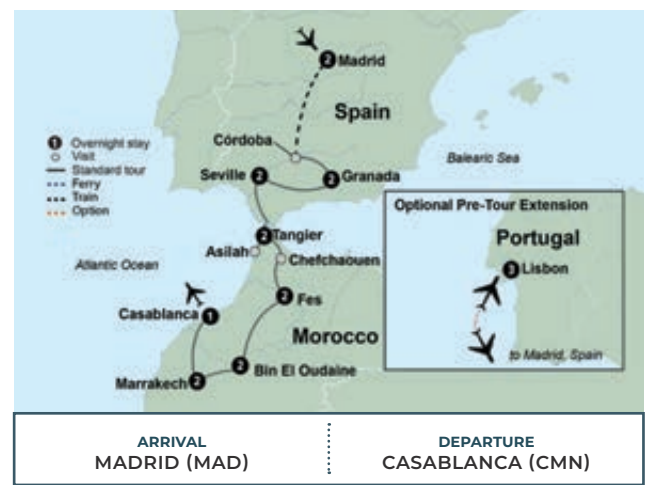 2 Madrid
Spain
Córdoba
1 Overnight stay
Visit
Standard tour
Ferry
Train
Option
Balearic Sea
Seville 2
2 Granada
Optional Pre-Tour Extension
Portugal
3 Lisbon
to Madrid, Spain
2 Tangier
Asilah
Chefchaouen
Atlantic Ocean
2 Fes
Casablanca 1
Morocco
2 Bin El Oudaine
Marrakech 2
ARRIVAL
MADRID (MAD)
DEPARTURE
CASABLANCA (CMN)